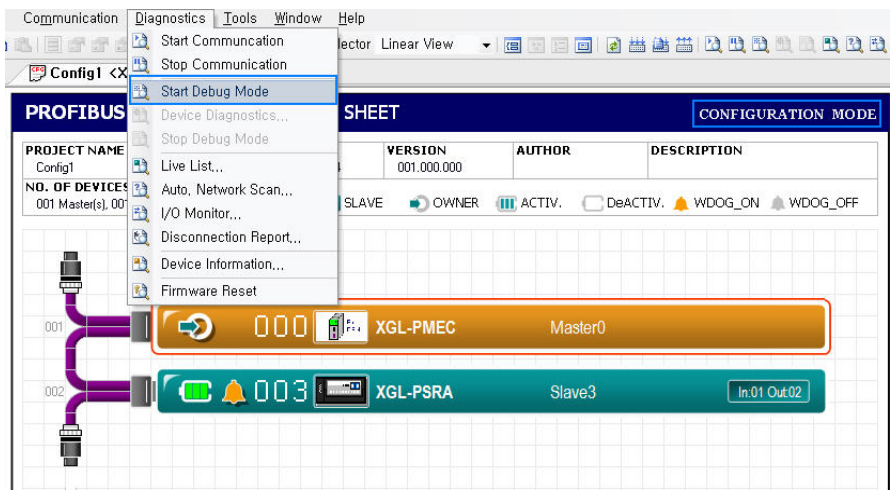 Communication Diagnostics Tools Window Help
Start Communcation
lector Linear View
Stop Communication
Config1 <X
Start Debug Mode
PROFIBUS SHEET CONFIGURATION MODE
Device Diagnostics...
Stop Debug Mode
PROJECT NAME VERSION AUTHOR DESCRIPTION
Config1 001.000.000
Live List...
NO. OF DEVICES
Auto, Network Scan...
001 Master(s), 00 SLAVE OWNER ACTIV. DeACTIV. WDOG_ON WDOG_OFF
I/O Monitor...
Disconnection Report...
Device Information...
Firmware Reset
001 000 XGL-PMEC Master0
002 003 XGL-PSRA Slave3 In:01 Out:02